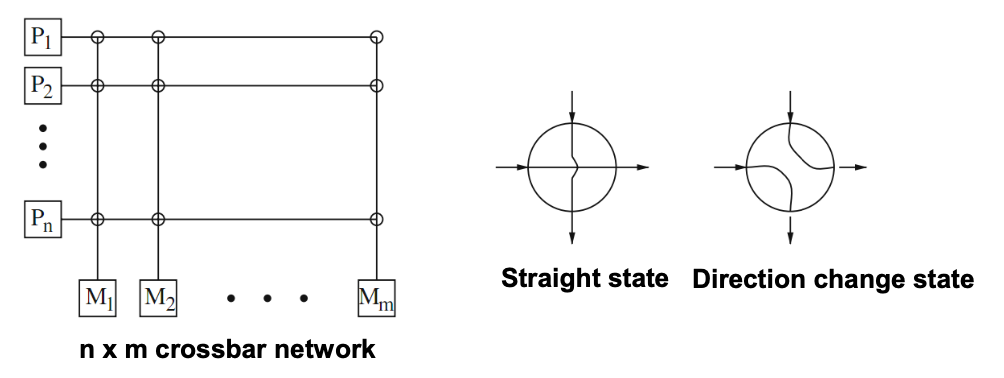 P1
P2
Pn
M1 M2 Mm
n x m crossbar network
Straight state
Direction change state